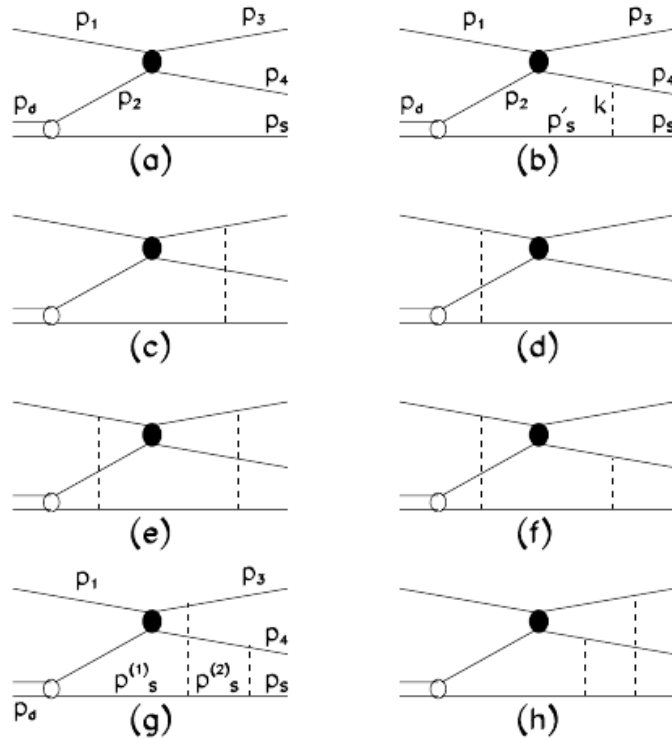 p₁ p₃ p₁ p₃
p₄ p₄
p_d p₂ p_d p₂ k
p_s p′_s p_s
(a) (b)
(c) (d)
(e) (f)
p₁ p₃
p₄
p⁽¹⁾_s p⁽²⁾_s p_s
p_d
(g) (h)